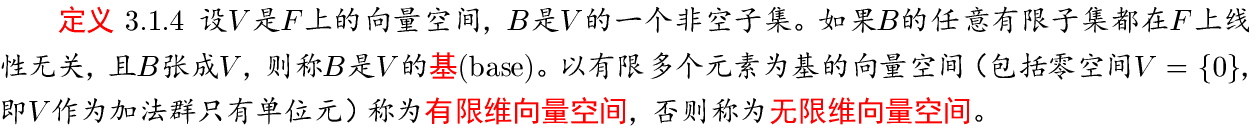 定义 3.1.4 设V是F上的向量空间，B是V的一个非空子集。如果B的任意有限子集都在F上线
性无关，且B张成V，则称B是V的基(base)。以有限多个元素为基的向量空间（包括零空间V = {0},
即V作为加法群只有单位元）称为有限维向量空间，否则称为无限维向量空间。